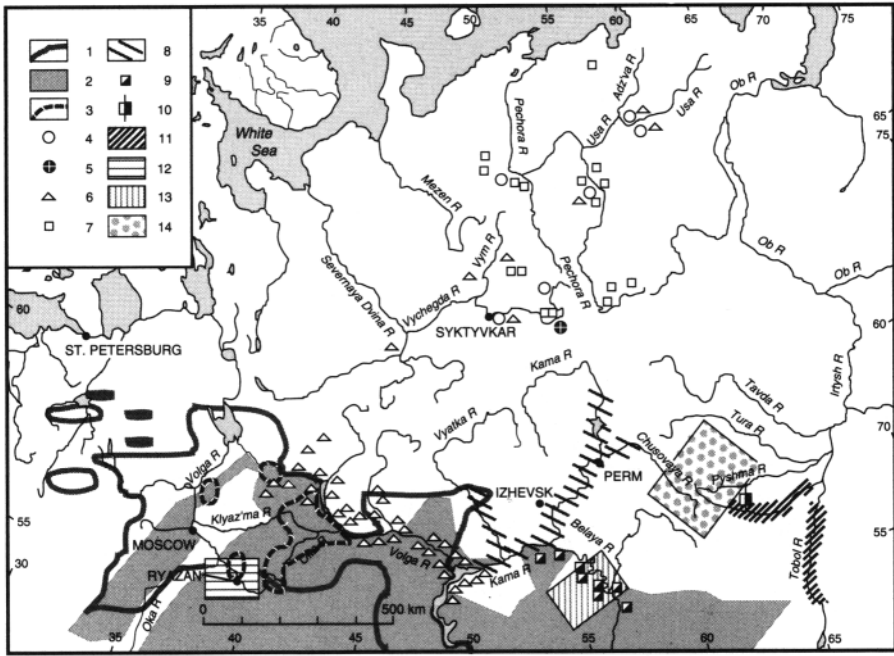 35 40 45 50 55 60 65 70 75
1 8
2 9
3 10
4 11
5 12
6 13
7 14
White
Sea
Mezen R
Pechora R
Adz'va R
Usa R
Usa R
Ob R
65
75
Severnaya Dvina R
Vychegda R
Vym R
Pechora R
Ob R
Ob R
60
60
ST. PETERSBURG
SYKTYVKAR
Kama R
Irtysh R
Vyatka R
Tavda R
Tura R
70
Volga R
Chusovaya R
Pyshma R
IZHEVSK
PERM
55
Klyaz'ma R
Belaya R
55
MOSCOW
Volga R
Kama R
Tobol R
30
RYAZAN
Oka R
0 500 km
35 40 45 50 55 60 65